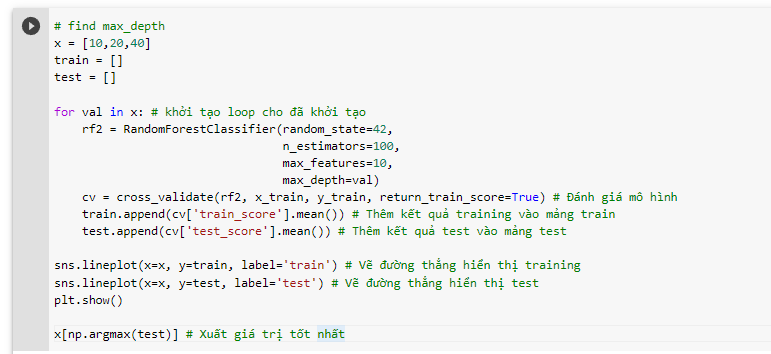 # find max_depth
x = [10,20,40]
train = []
test = []
for val in x: # khởi tạo loop cho đã khởi tạo
rf2 = RandomForestClassifier(random_state=42,
n_estimators=100,
max_features=10,
max_depth=val)
cv = cross_validate(rf2, x_train, y_train, return_train_score=True) # Đánh giá mô hình
train.append(cv['train_score'].mean()) # Thêm kết quả training vào mảng train
test.append(cv['test_score'].mean()) # Thêm kết quả test vào mảng test
sns.lineplot(x=x, y=train, label='train') # Vẽ đường thẳng hiển thị training
sns.lineplot(x=x, y=test, label='test') # Vẽ đường thẳng hiển thị test
plt.show()
x[np.argmax(test)] # Xuất giá trị tốt nhất